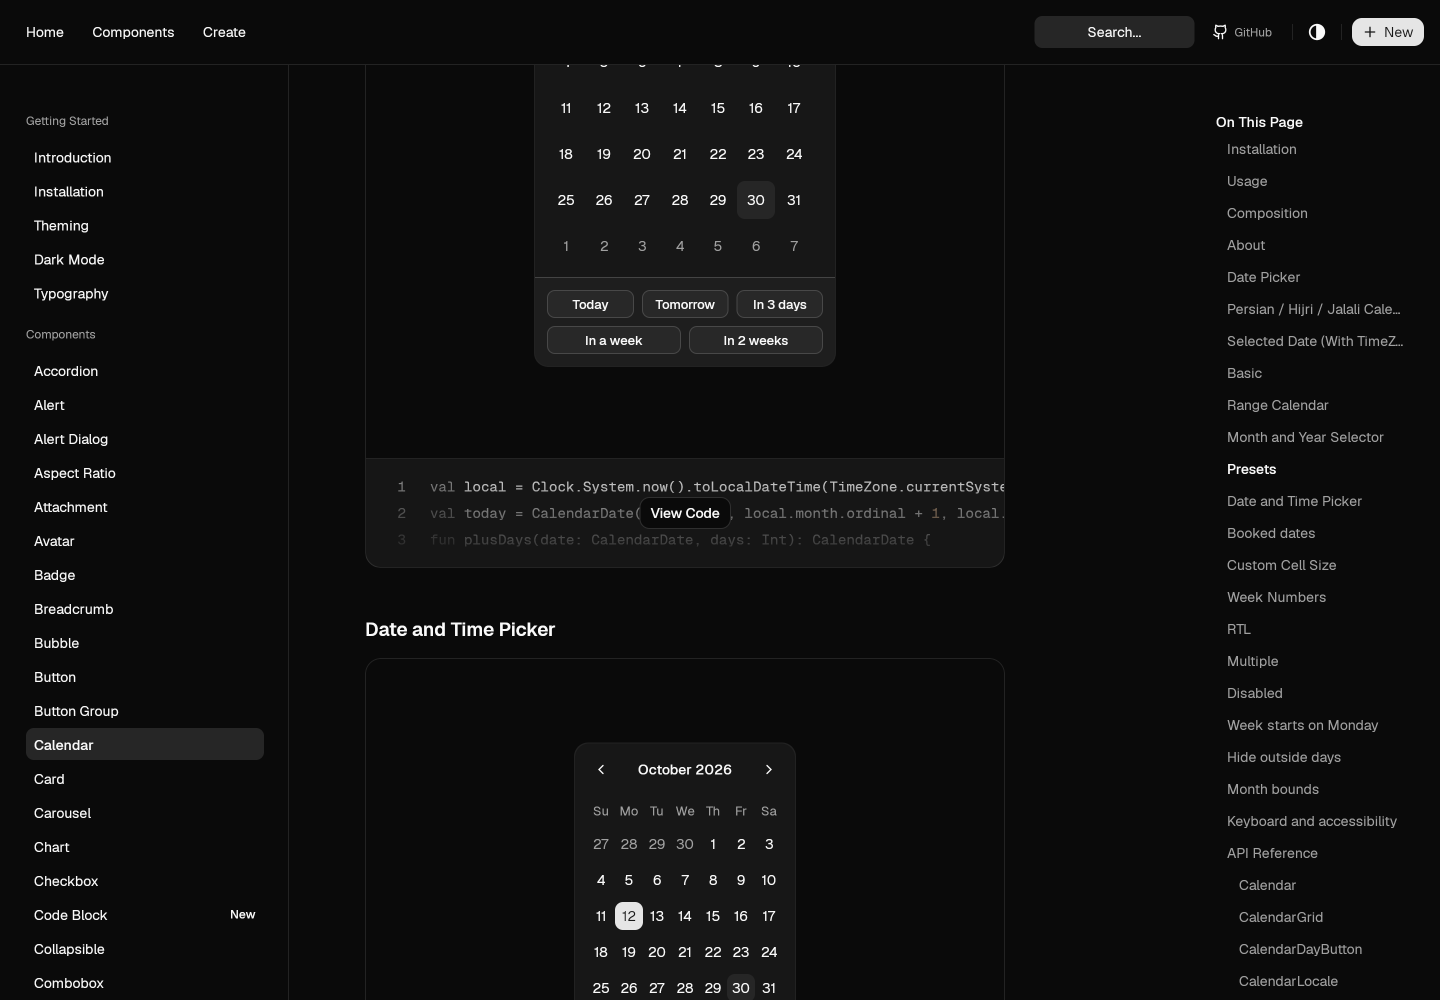 Home
Components
Create
Search...
GitHub
New
Getting Started
Introduction
Installation
Theming
Dark Mode
Typography
Components
Accordion
Alert
Alert Dialog
Aspect Ratio
Attachment
Avatar
Badge
Breadcrumb
Bubble
Button
Button Group
Calendar
Card
Carousel
Chart
Checkbox
Code Block New
Collapsible
Combobox
11 12 13 14 15 16 17
18 19 20 21 22 23 24
25 26 27 28 29 30 31
1 2 3 4 5 6 7
Today Tomorrow In 3 days
In a week In 2 weeks
1 val local = Clock.System.now().toLocalDateTime(TimeZone.currentSyste
2 val today = CalendarDate( , local.month.ordinal + 1, local.
View Code
3 fun plusDays(date: CalendarDate, days: Int): CalendarDate {
Date and Time Picker
October 2026
Su Mo Tu We Th Fr Sa
27 28 29 30 1 2 3
4 5 6 7 8 9 10
11 12 13 14 15 16 17
18 19 20 21 22 23 24
25 26 27 28 29 30 31
On This Page
Installation
Usage
Composition
About
Date Picker
Persian / Hijri / Jalali Cale...
Selected Date (With TimeZ...
Basic
Range Calendar
Month and Year Selector
Presets
Date and Time Picker
Booked dates
Custom Cell Size
Week Numbers
RTL
Multiple
Disabled
Week starts on Monday
Hide outside days
Month bounds
Keyboard and accessibility
API Reference
Calendar
CalendarGrid
CalendarDayButton
CalendarLocale